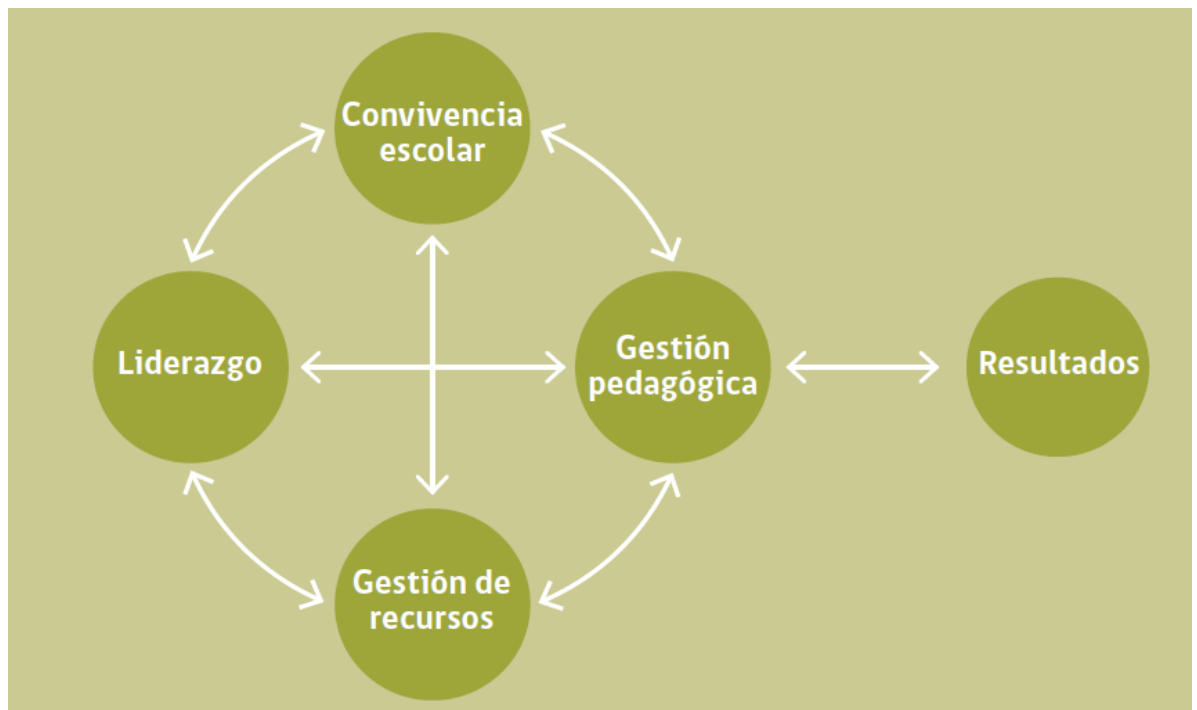 Convivencia
escolar
Liderazgo
Gestión
pedagógica
Resultados
Gestión de
recursos